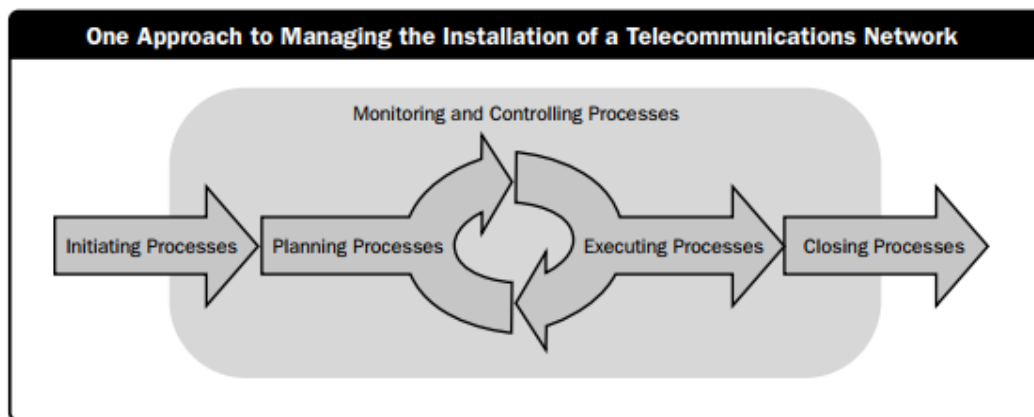 One Approach to Managing the Installation of a Telecommunications Network
Monitoring and Controlling Processes
Initiating Processes
Planning Processes
Executing Processes
Closing Processes